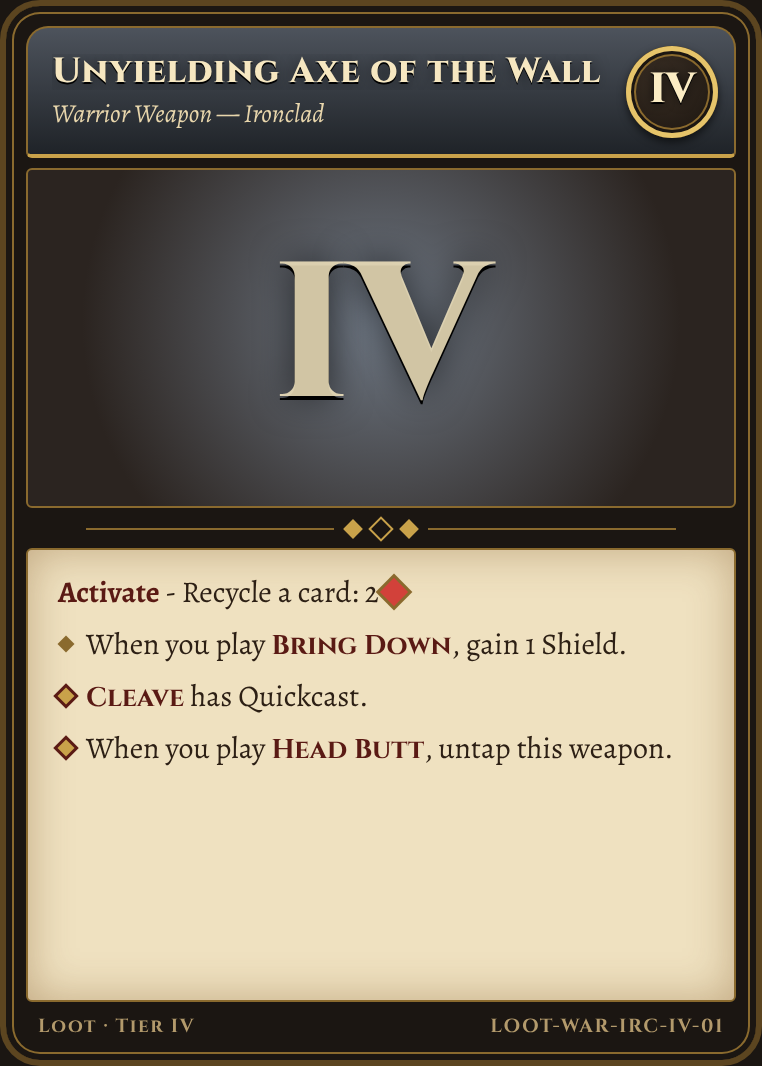 Unyielding Axe of the Wall
IV
Warrior Weapon — Ironclad
IV
Activate - Recycle a card: 2
When you play Bring Down, gain 1 Shield.
Cleave has Quickcast.
When you play Head Butt, untap this weapon.
Loot · Tier IV
LOOT-WAR-IRC-IV-01